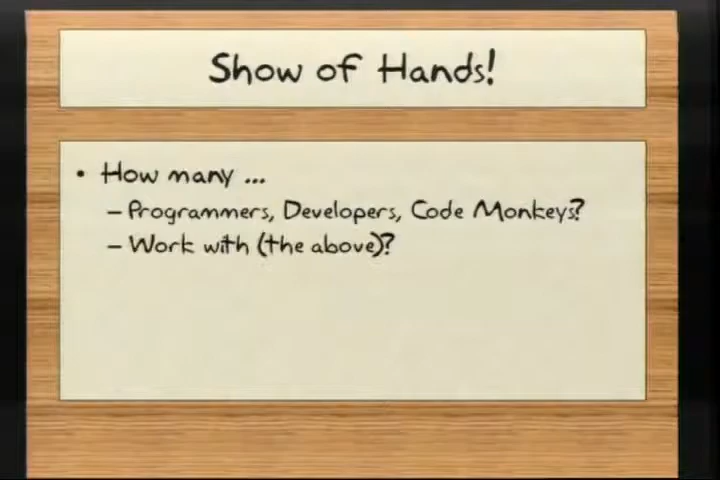 Show of Hands!
• How many ...
– Programmers, Developers, Code Monkeys?
– Work with (the above)?